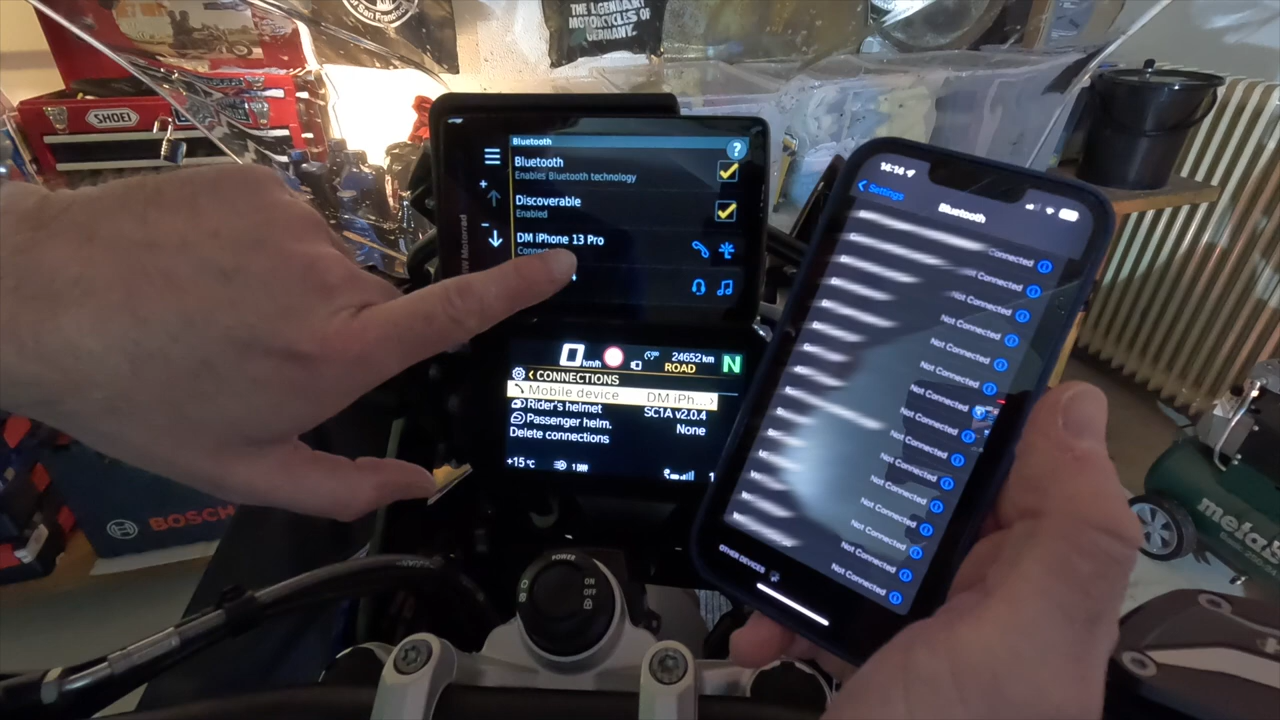 San Francisco
THE LEGENDARY
MOTORCYCLES OF
GERMANY.
SHOEI
Bluetooth
?
Bluetooth
Enables Bluetooth technology
Discoverable
Enabled
DM iPhone 13 Pro
Motorrad
0 km/h
24652 km
ROAD
N
CONNECTIONS
Mobile device DM iPh...
Rider's helmet SC1A v2.0.4
Passenger helm. None
Delete connections
+15 °C
14:14
Settings
Bluetooth
Connected
Not Connected
Not Connected
Not Connected
Not Connected
Not Connected
Not Connected
Not Connected
Not Connected
Not Connected
Not Connected
Not Connected
Not Connected
Not Connected
OTHER DEVICES
POWER
ON
OFF
BOSCH